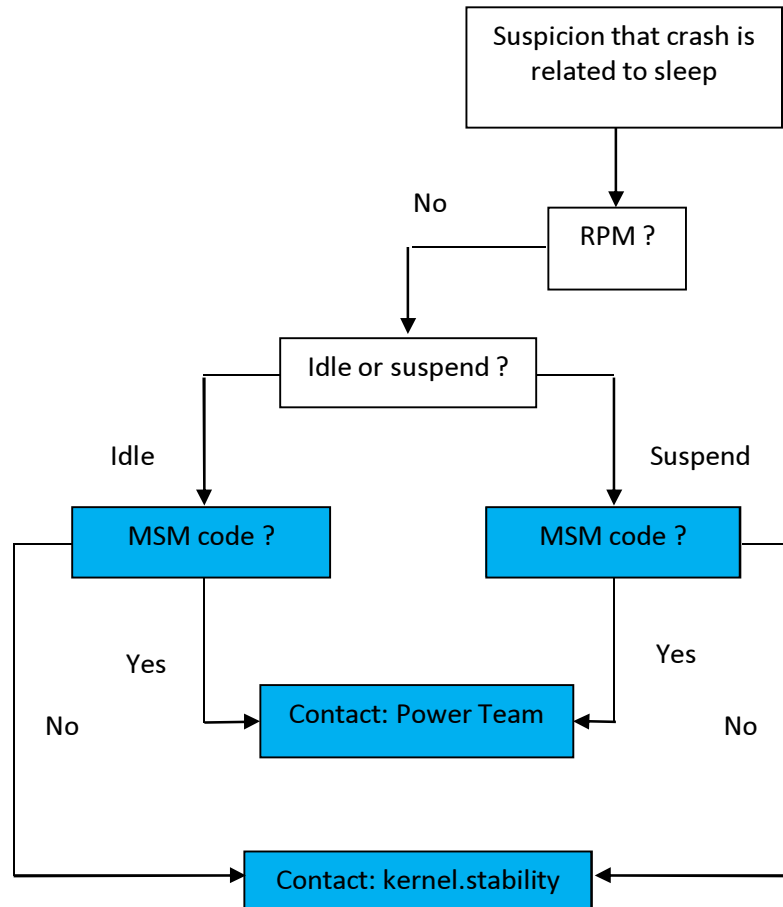 Suspicion that crash is
related to sleep
No
RPM ?
Idle or suspend ?
Idle
Suspend
MSM code ?
MSM code ?
Yes
Yes
Contact: Power Team
No
No
Contact: kernel.stability